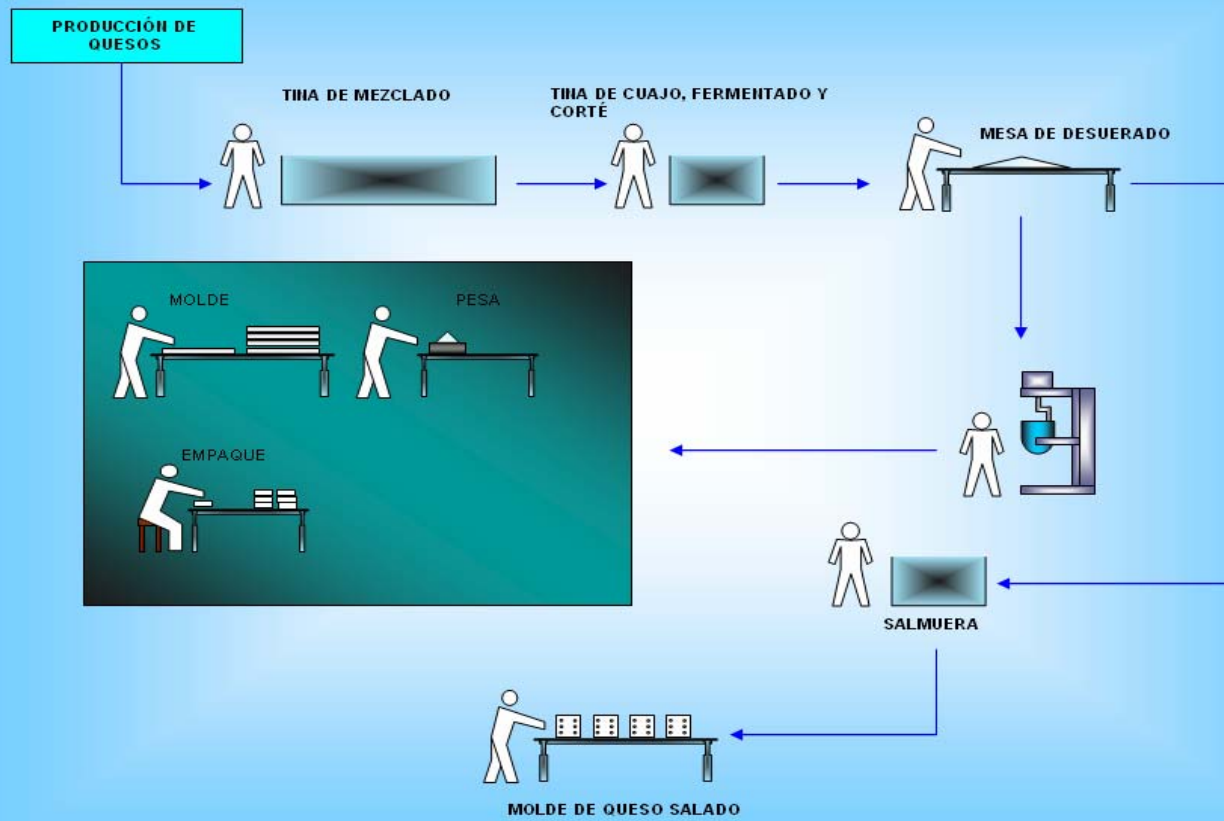 PRODUCCIÓN DE
QUESOS
TINA DE MEZCLADO
TINA DE CUAJO, FERMENTADO Y
CORTÉ
MESA DE DESUERADO
MOLDE
PESA
EMPAQUE
SALMUERA
MOLDE DE QUESO SALADO